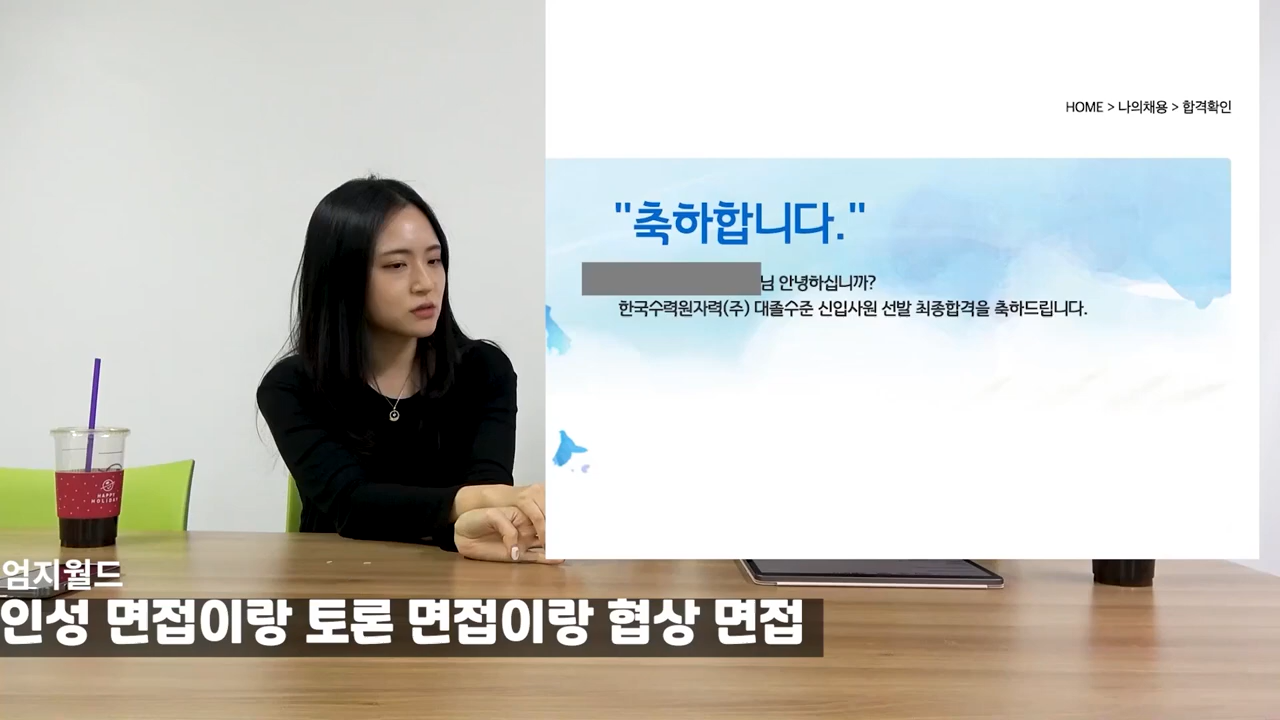 HOME > 나의채용 > 합격확인
"축하합니다."
님 안녕하십니까?
한국수력원자력(주) 대졸수준 신입사원 선발 최종합격을 축하드립니다.
HAPPY
HOLIDAY
엄지월드
인성 면접이랑 토론 면접이랑 협상 면접